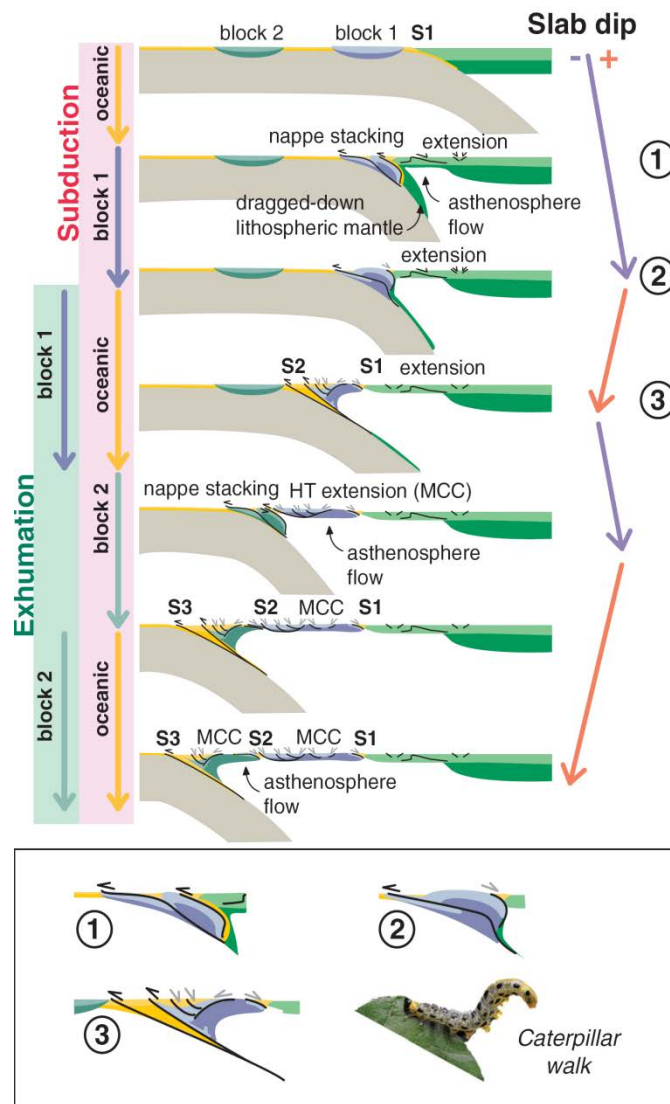 Slab dip
block 2 block 1 S1
- +
Subduction
oceanic
nappe stacking extension
1
dragged-down
lithospheric mantle
asthenosphere
flow
block 1
extension
2
Exhumation
block 1
oceanic
S2 S1 extension
3
nappe stacking HT extension (MCC)
block 2
asthenosphere
flow
S3 S2 MCC S1
block 2
oceanic
S3 MCC S2 MCC S1
asthenosphere
flow
1
2
3
Caterpillar
walk